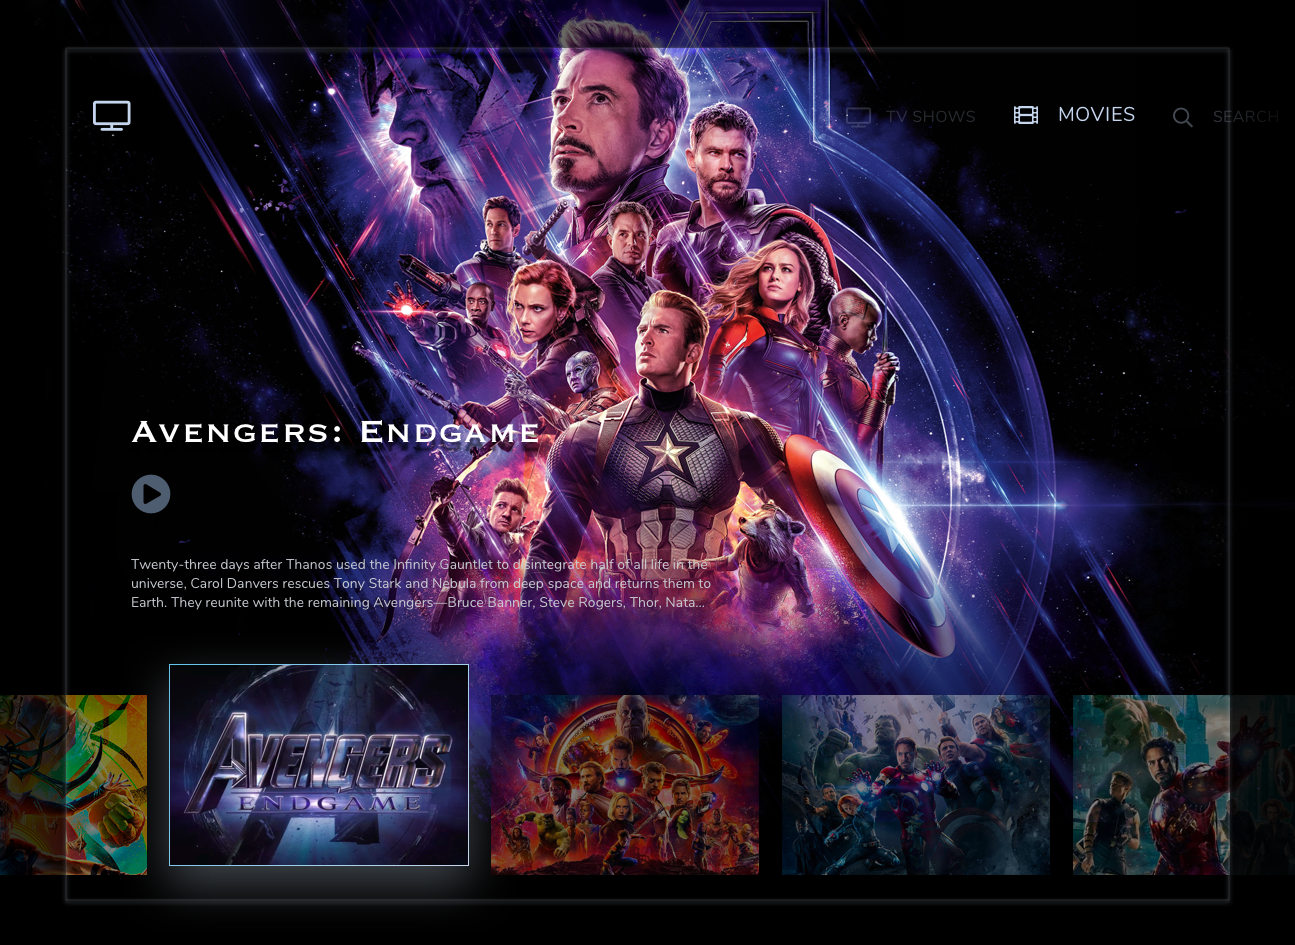 TV SHOWS
MOVIES
SEARCH
AVENGERS: ENDGAME
Twenty-three days after Thanos used the Infinity Gauntlet to disintegrate half of all life in the
universe, Carol Danvers rescues Tony Stark and Nebula from deep space and returns them to
Earth. They reunite with the remaining Avengers—Bruce Banner, Steve Rogers, Thor, Nata...
AVENGERS
ENDGAME